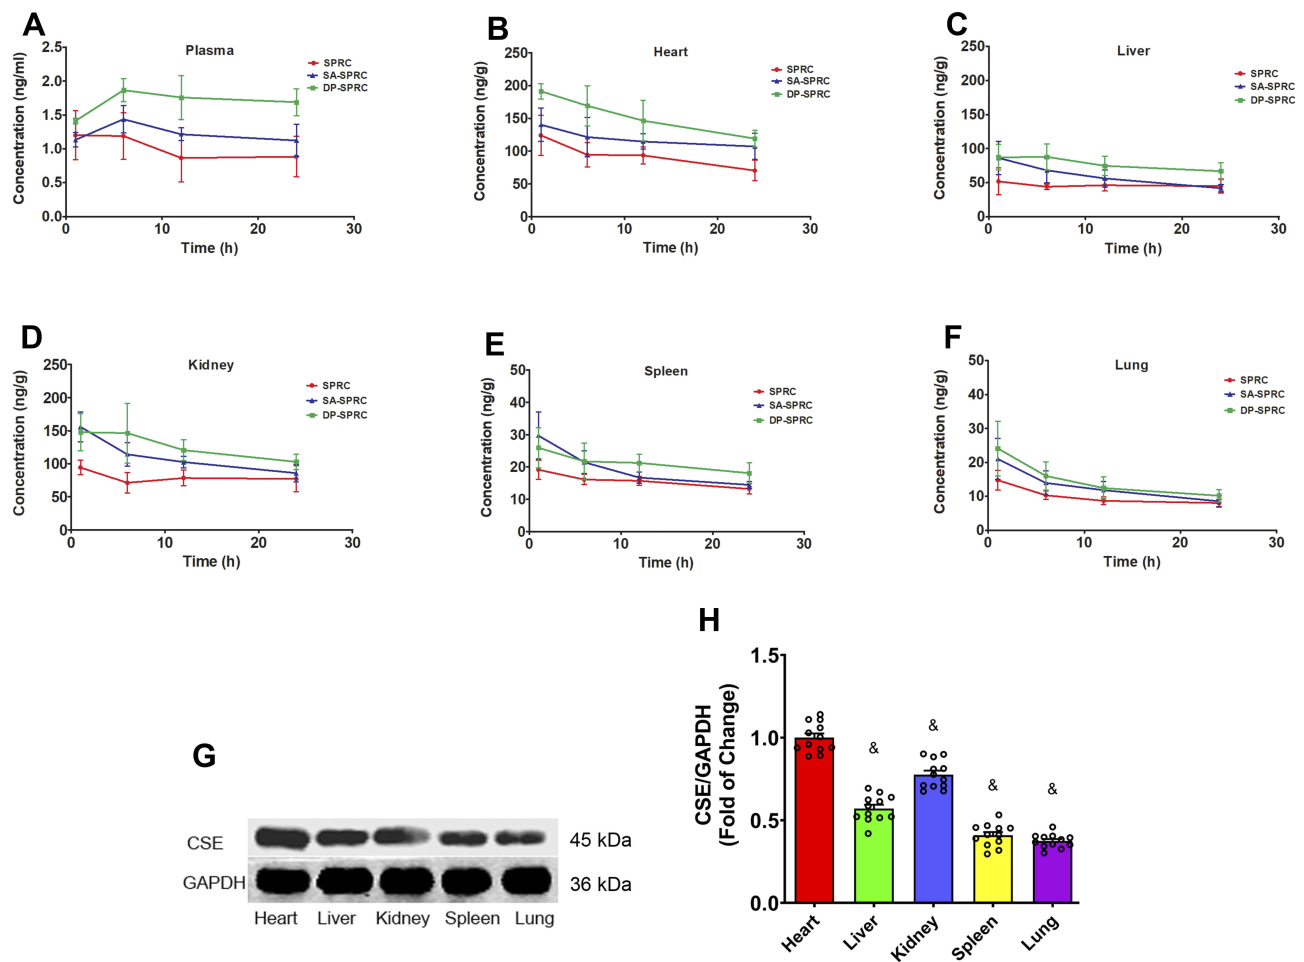 A
Plasma
Concentration (ng/ml)
2.5
2.0
1.5
1.0
0.5
0.0
0
10
20
30
Time (h)
SPRC
SA-SPRC
DP-SPRC
B
Heart
Concentration (ng/g)
250
200
150
100
50
0
0
10
20
30
Time (h)
SPRC
SA-SPRC
DP-SPRC
C
Liver
Concentration (ng/g)
250
200
150
100
50
0
0
10
20
30
Time (h)
SPRC
SA-SPRC
DP-SPRC
D
Kidney
Concentration (ng/g)
250
200
150
100
50
0
0
10
20
30
Time (h)
SPRC
SA-SPRC
DP-SPRC
E
Spleen
Concentration (ng/g)
50
40
30
20
10
0
0
10
20
30
Time (h)
SPRC
SA-SPRC
DP-SPRC
F
Lung
Concentration (ng/g)
50
40
30
20
10
0
0
10
20
30
Time (h)
SPRC
SA-SPRC
DP-SPRC
G
CSE
45 kDa
GAPDH
36 kDa
Heart Liver Kidney Spleen Lung
H
CSE/GAPDH
(Fold of Change)
1.5
1.0
0.5
0.0
&
&
&
&
Heart
Liver
Kidney
Spleen
Lung